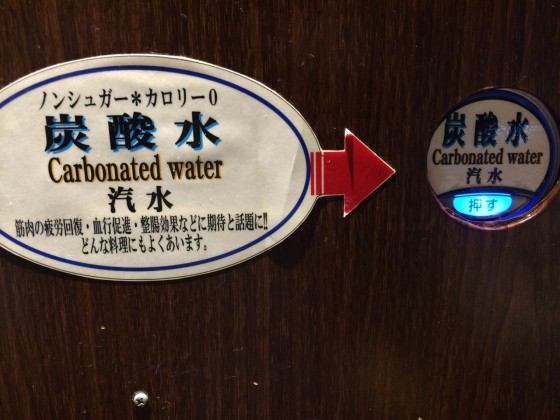 ノンシュガー＊カロリー0
炭酸水
Carbonated water
汽水
筋肉の疲労回復・血行促進・整腸効果などに期待と話題に!!
どんな料理にもよくあいます。
炭酸水
Carbonated water
汽水
押す